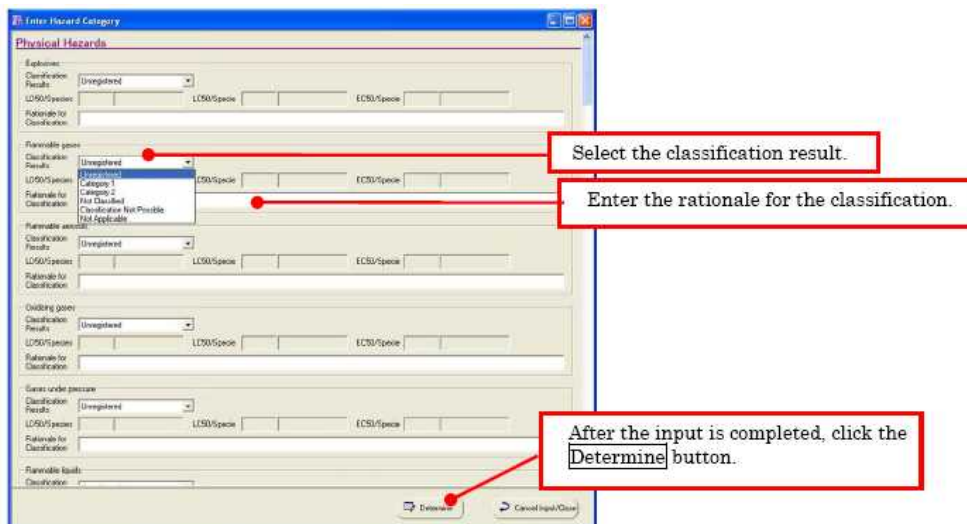 Enter Hazard Category
Physical Hazards
Explosives
Classification
Results
Unregistered
LD50/Species LC50/Specie EC50/Specie
Rationale for
Classification
Flammable gases
Classification
Results
Unregistered
Unregistered
Category 1
Category 2
Not Classified
Classification Not Possible
Not Applicable
LD50/Species LC50/Specie EC50/Specie
Rationale for
Classification
Select the classification result.
Enter the rationale for the classification.
Flammable aerosols
Classification
Results
Unregistered
LD50/Species LC50/Specie EC50/Specie
Rationale for
Classification
Oxidizing gases
Classification
Results
Unregistered
LD50/Species LC50/Specie EC50/Specie
Rationale for
Classification
Gases under pressure
Classification
Results
Unregistered
LD50/Species LC50/Specie EC50/Specie
Rationale for
Classification
Flammable liquids
Classification
After the input is completed, click the
Determine button.
Determine
Cancel Input/Close